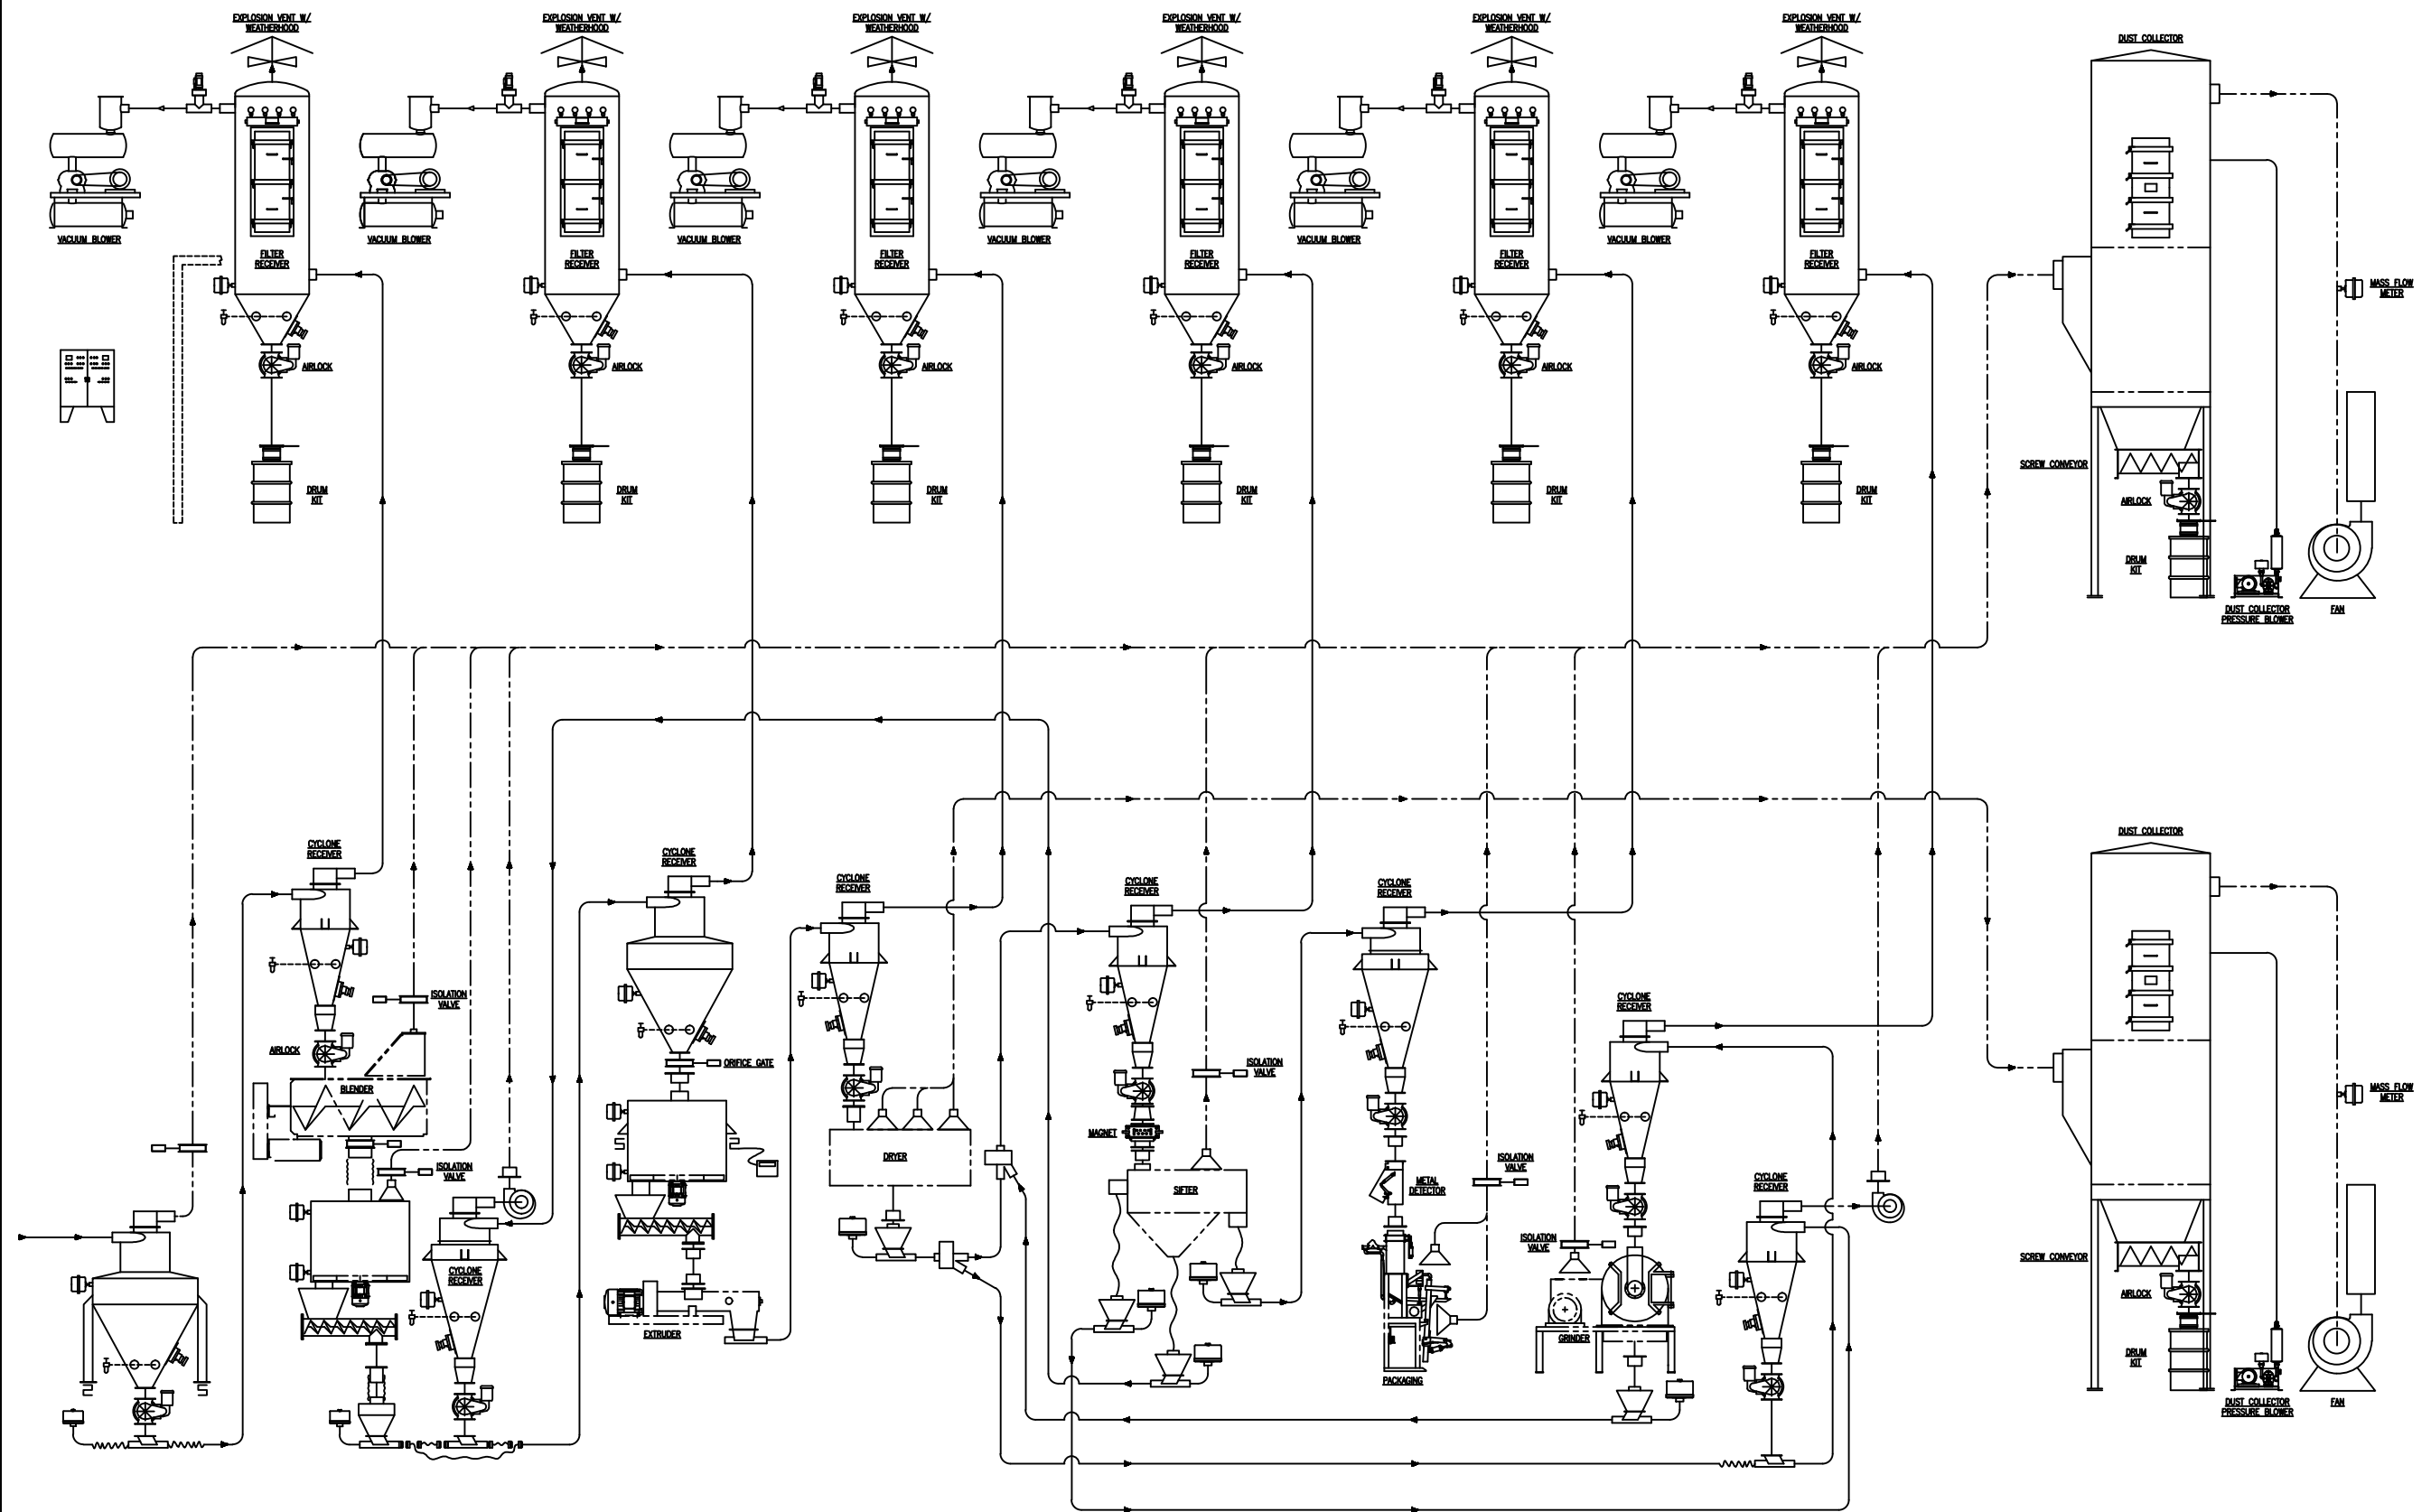 EXPLOSION VENT W/
WEATHERHOOD
EXPLOSION VENT W/
WEATHERHOOD
EXPLOSION VENT W/
WEATHERHOOD
EXPLOSION VENT W/
WEATHERHOOD
EXPLOSION VENT W/
WEATHERHOOD
EXPLOSION VENT W/
WEATHERHOOD
DUST COLLECTOR
VACUUM BLOWER
VACUUM BLOWER
VACUUM BLOWER
VACUUM BLOWER
VACUUM BLOWER
VACUUM BLOWER
FILTER
RECEIVER
FILTER
RECEIVER
FILTER
RECEIVER
FILTER
RECEIVER
FILTER
RECEIVER
FILTER
RECEIVER
MASS FLOW
METER
AIRLOCK
AIRLOCK
AIRLOCK
AIRLOCK
AIRLOCK
AIRLOCK
SCREW CONVEYOR
DRUM
KIT
DRUM
KIT
DRUM
KIT
DRUM
KIT
DRUM
KIT
DRUM
KIT
AIRLOCK
DRUM
KIT
DUST COLLECTOR
PRESSURE BLOWER
FAN
DUST COLLECTOR
CYCLONE
RECEIVER
CYCLONE
RECEIVER
CYCLONE
RECEIVER
CYCLONE
RECEIVER
CYCLONE
RECEIVER
ISOLATION
VALVE
CYCLONE
RECEIVER
AIRLOCK
ORIFICE GATE
ISOLATION
VALVE
BLENDER
MASS FLOW
METER
MAGNET
DRYER
ISOLATION
VALVE
SIFTER
METAL
DETECTOR
ISOLATION
VALVE
CYCLONE
RECEIVER
ISOLATION
VALVE
SCREW CONVEYOR
CYCLONE
RECEIVER
AIRLOCK
EXTRUDER
GRINDER
DRUM
KIT
PACKAGING
DUST COLLECTOR
PRESSURE BLOWER
FAN